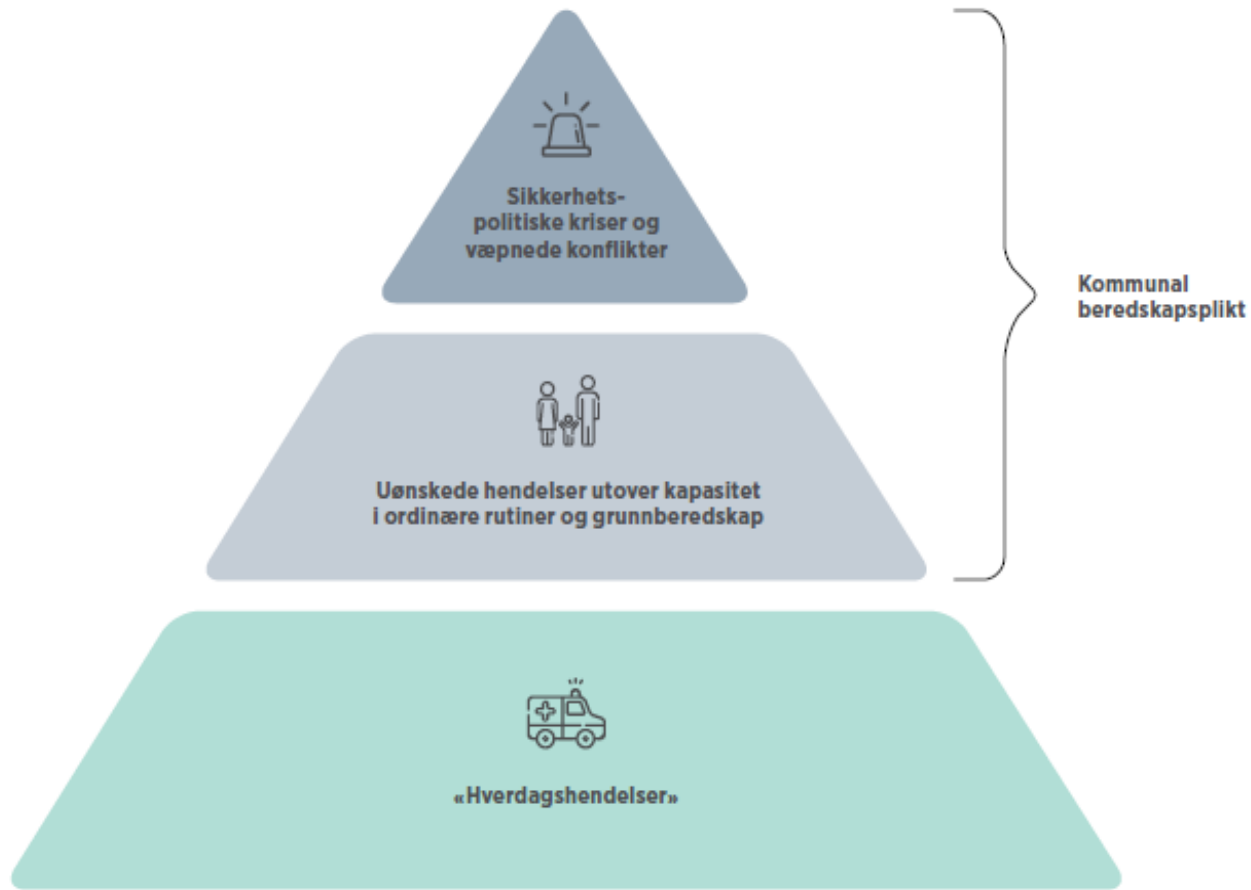 Sikkerhets-
politiske kriser og
væpnede konflikter
Kommunal
beredskapsplikt
Uønskede hendelser utover kapasitet
i ordinære rutiner og grunnberedskap
«Hverdagshendelser»